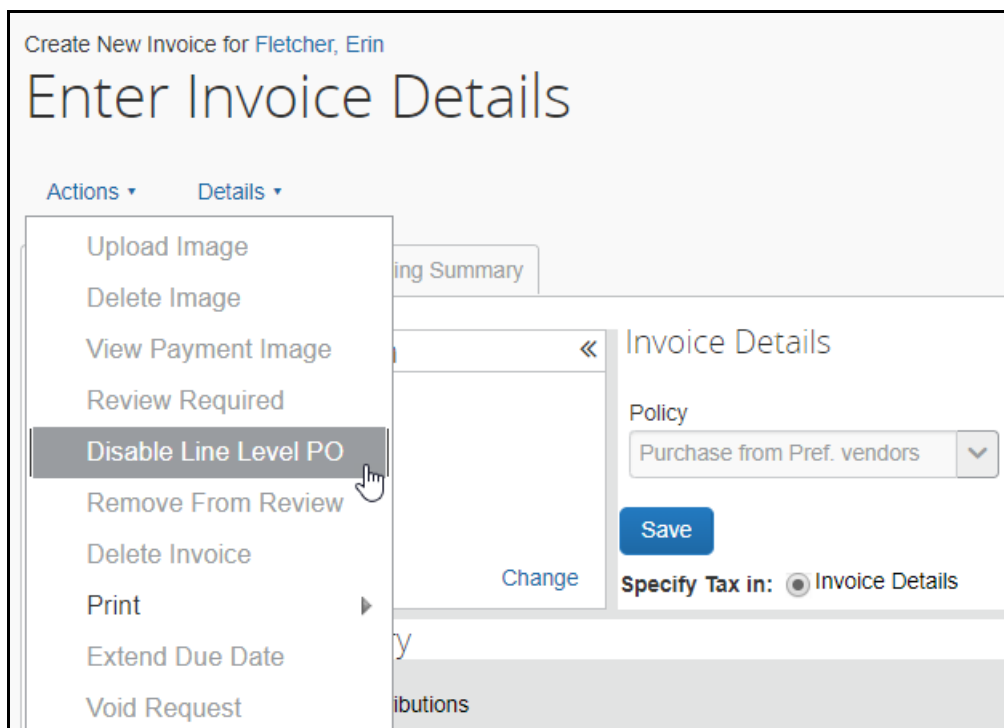 Create New Invoice for Fletcher, Erin
Enter Invoice Details
Actions Details
Upload Image
Delete Image
View Payment Image
Review Required
Disable Line Level PO
Remove From Review
Delete Invoice
Print
Extend Due Date
Void Request
ing Summary
Change
y
ibutions
Invoice Details
Policy
Purchase from Pref. vendors
Save
Specify Tax in: Invoice Details